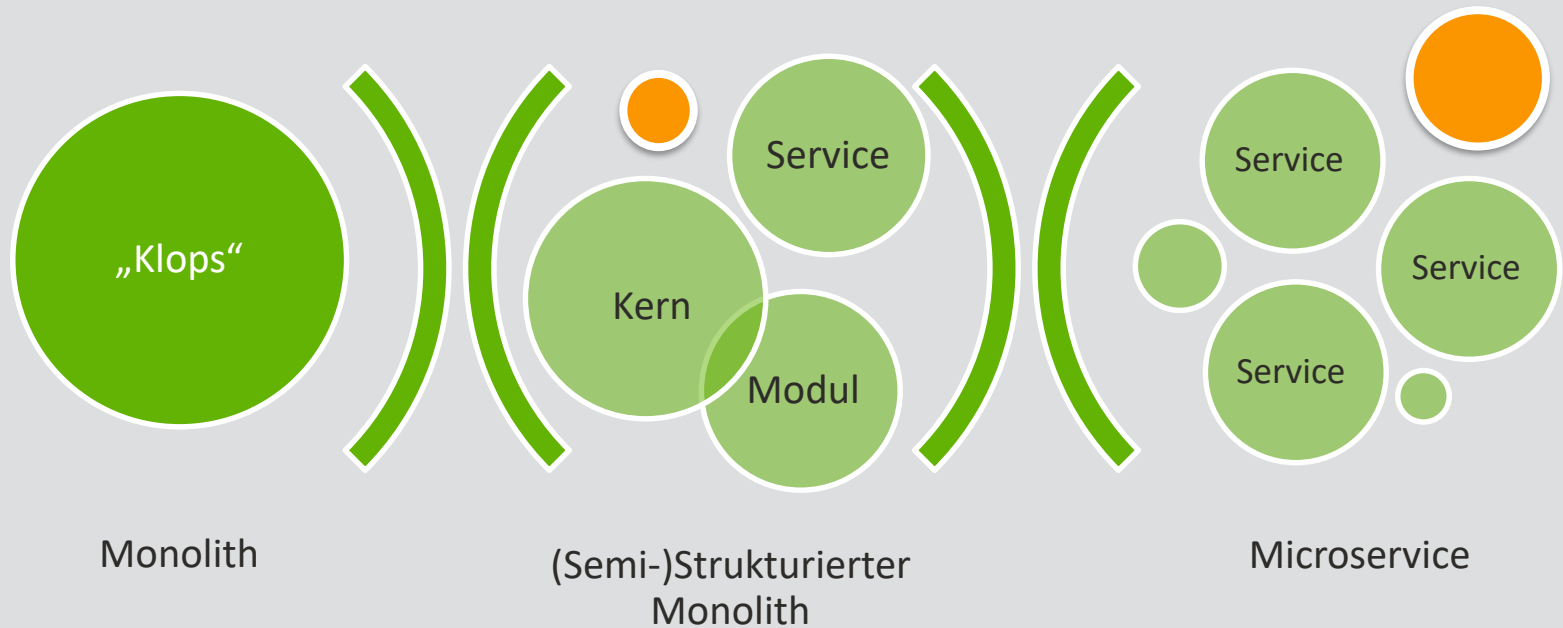 „Klops“
Service
Kern
Modul
Service
Service
Service
Monolith
(Semi-)Strukturierter
Monolith
Microservice